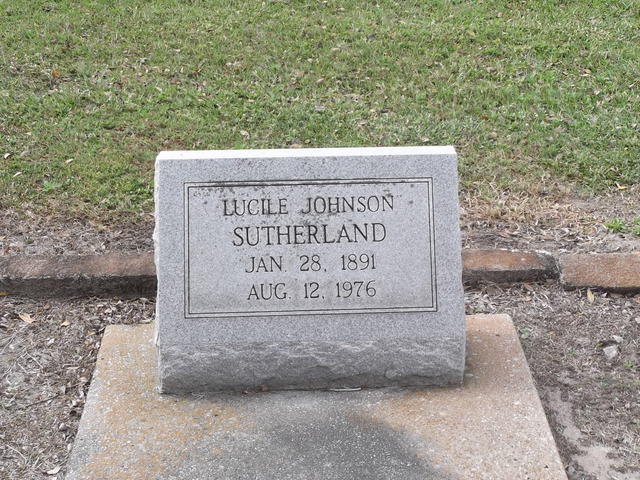 LUCILE JOHNSON
SUTHERLAND
JAN. 28, 1891
AUG. 12, 1976